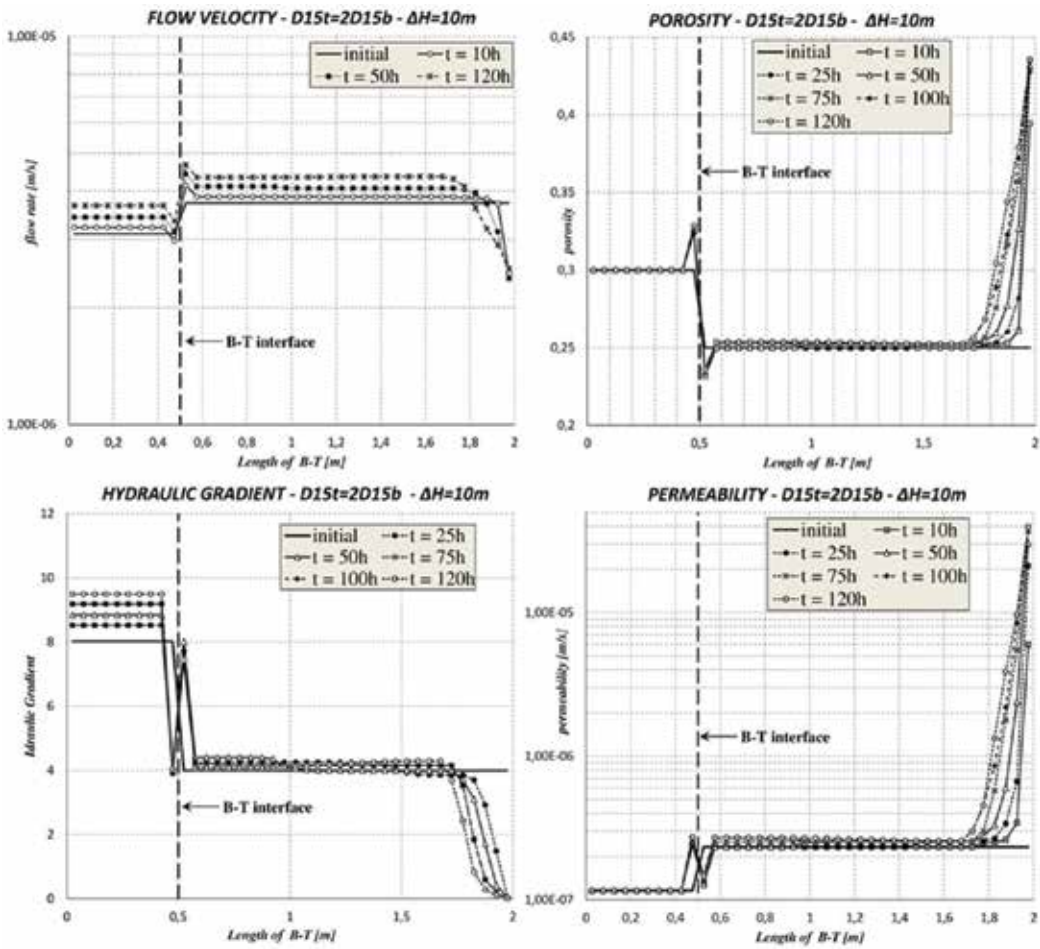 FLOW VELOCITY - D15t=2D15b - ΔH=10m
1,00E-05
initial
t = 10h
t = 50h
t = 120h
flow rate [m/s]
B-T interface
1,00E-06
0 0,2 0,4 0,6 0,8 1 1,2 1,4 1,6 1,8 2
Length of B-T [m]
POROSITY - D15t=2D15b - ΔH=10m
0,45
initial
t = 10h
t = 25h
t = 50h
t = 75h
t = 100h
t = 120h
0,4
B-T interface
0,35
porosity
0,3
0,25
0,2
0 0,5 1 1,5 2
Length of B-T [m]
HYDRAULIC GRADIENT - D15t=2D15b - ΔH=10m
12
initial
t = 25h
t = 50h
t = 75h
t = 100h
t = 120h
10
8
6
Idraulic Gradient
4
B-T interface
2
0
0 0,5 1 1,5 2
Length of B-T [m]
PERMEABILITY - D15t=2D15b - ΔH=10m
initial
t = 10h
t = 25h
t = 50h
t = 75h
t = 100h
t = 120h
1,00E-05
permeability [m/s]
B-T interface
1,00E-06
1,00E-07
0 0,2 0,4 0,6 0,8 1 1,2 1,4 1,6 1,8 2
Length of B-T [m]